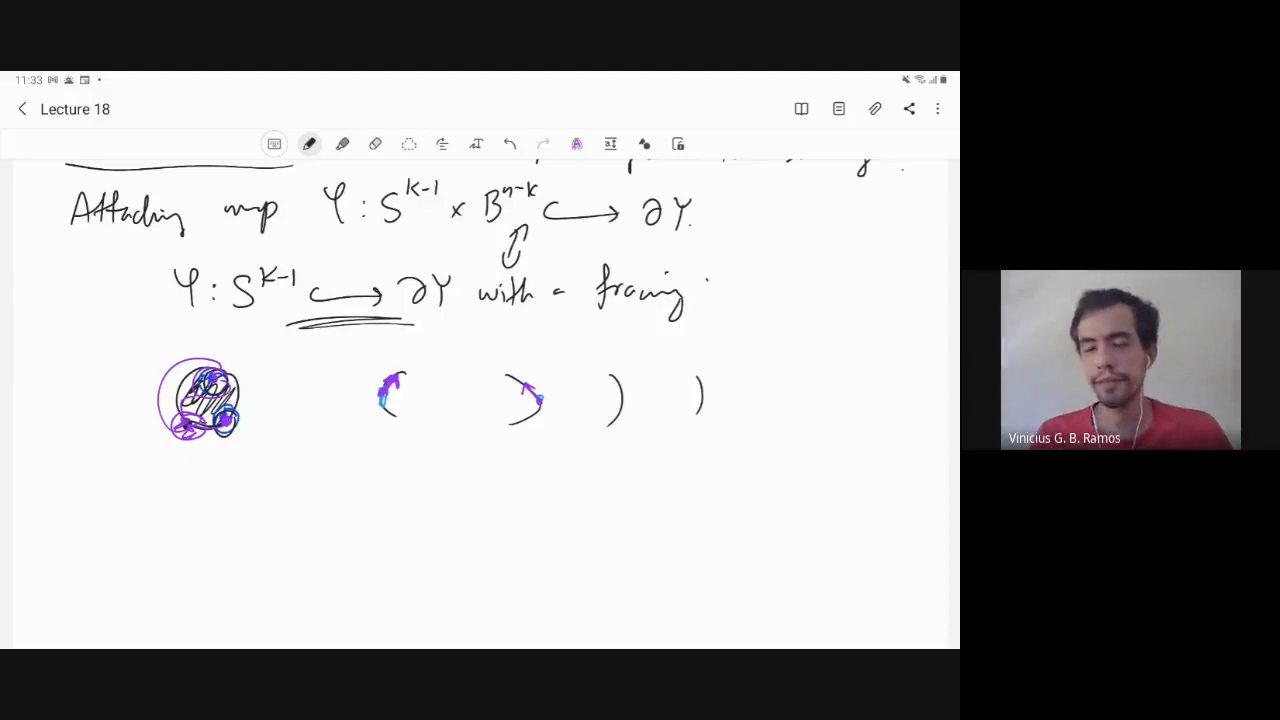 11:33
Lecture 18
Attaching map φ : S^{k-1} × B^{n-k} ↪ ∂Y.
φ : S^{k-1} ↪ ∂Y with a framing.
Vinicius G. B. Ramos